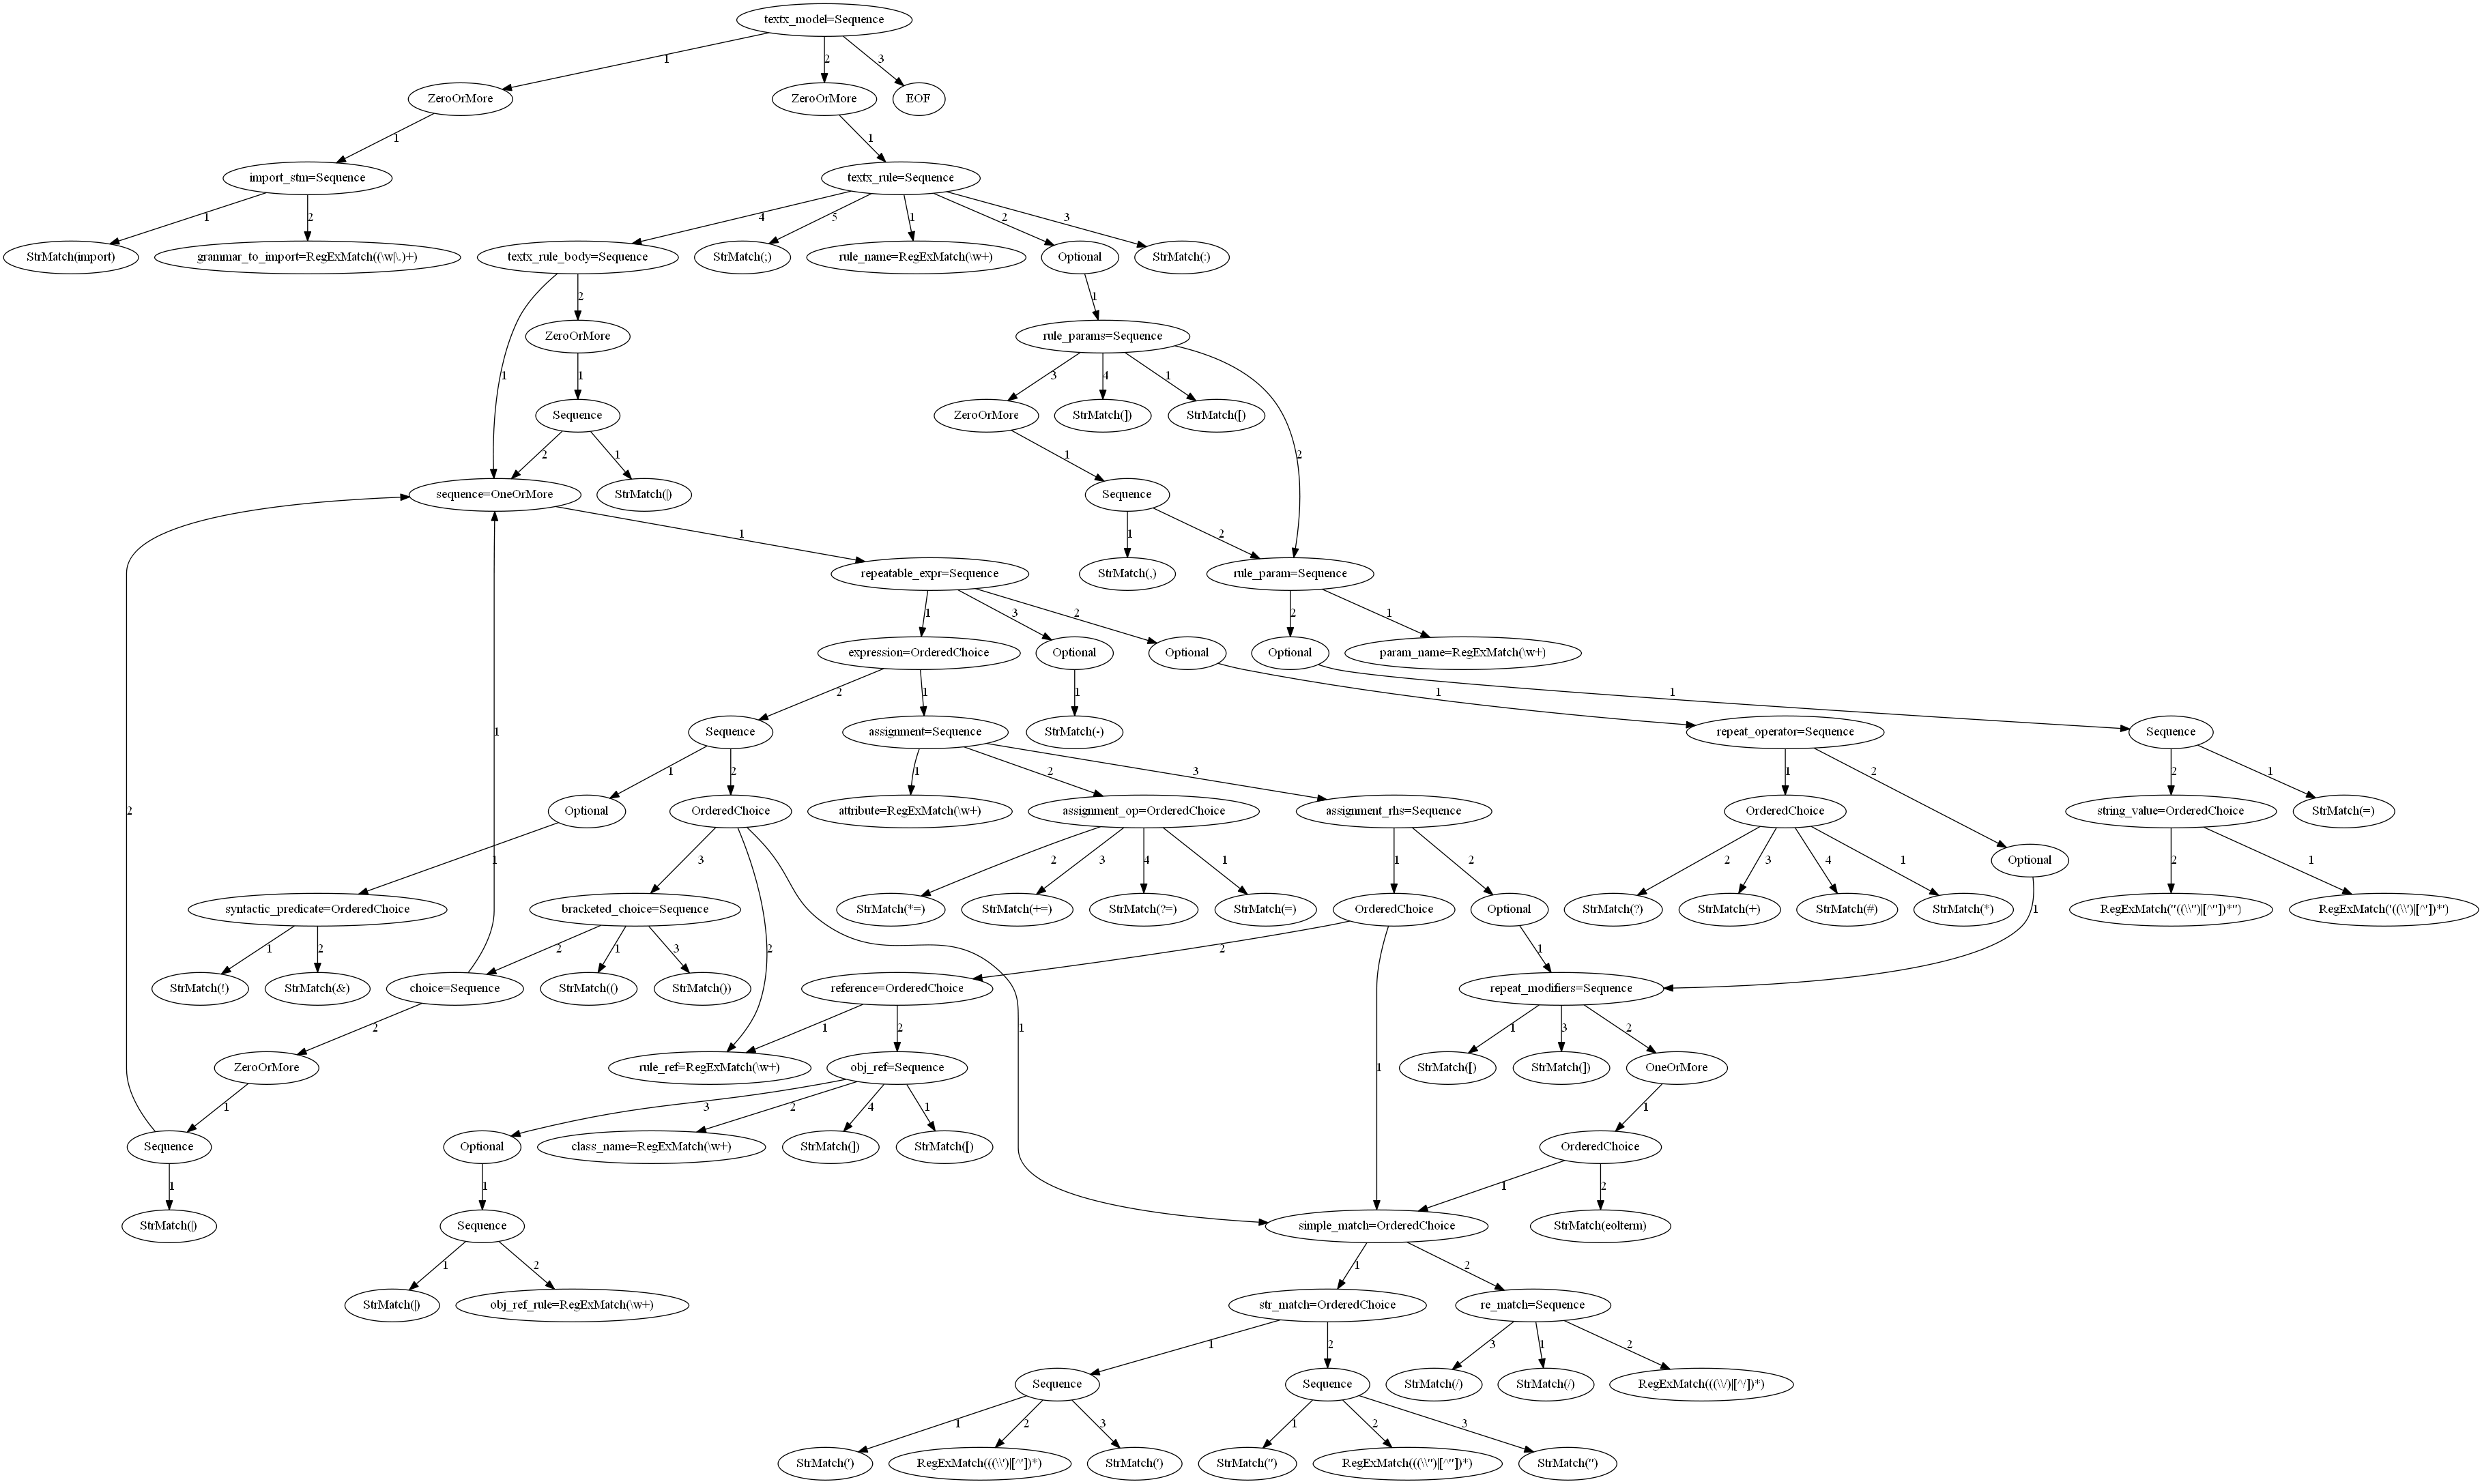 textx_model=Sequence
1 2 3
ZeroOrMore ZeroOrMore EOF
1 1
import_stm=Sequence textx_rule=Sequence
1 2 4 5 1 2 3
StrMatch(import) grammar_to_import=RegExMatch((\w|\.)+) textx_rule_body=Sequence StrMatch(;) rule_name=RegExMatch(\w+) Optional StrMatch(:)
2 1
ZeroOrMore rule_params=Sequence
1 1 3 4 1
Sequence ZeroOrMore StrMatch(]) StrMatch([)
2 1 1 2
sequence=OneOrMore StrMatch(|) Sequence
1 1 2
repeatable_expr=Sequence StrMatch(,) rule_param=Sequence
1 3 2 2 1
expression=OrderedChoice Optional Optional Optional param_name=RegExMatch(\w+)
2 1 1 1 1
Sequence assignment=Sequence StrMatch(-) repeat_operator=Sequence Sequence
1 1 2 1 2 3 1 2 2 1
2 Optional OrderedChoice attribute=RegExMatch(\w+) assignment_op=OrderedChoice assignment_rhs=Sequence OrderedChoice string_value=OrderedChoice StrMatch(=)
1 3 2 3 4 1 1 2 2 3 4 1 Optional 2 1
syntactic_predicate=OrderedChoice bracketed_choice=Sequence StrMatch(*=) StrMatch(+=) StrMatch(?=) StrMatch(=) OrderedChoice Optional StrMatch(?) StrMatch(+) StrMatch(#) StrMatch(*) 1 RegExMatch("((\\")|[^"])*") RegExMatch('((\\')|[^'])*')
1 2 2 1 3 2 2 1
StrMatch(!) StrMatch(&) choice=Sequence StrMatch(() StrMatch()) reference=OrderedChoice repeat_modifiers=Sequence
2 1 2 1 1 3 2
ZeroOrMore rule_ref=RegExMatch(\w+) obj_ref=Sequence 1 StrMatch([) StrMatch(]) OneOrMore
1 3 2 4 1 1
Sequence Optional class_name=RegExMatch(\w+) StrMatch(]) StrMatch([) OrderedChoice
1 1 1 2
StrMatch(|) Sequence simple_match=OrderedChoice StrMatch(eolterm)
1 2 1 2
StrMatch(|) obj_ref_rule=RegExMatch(\w+) str_match=OrderedChoice re_match=Sequence
1 2 3 1 2
Sequence Sequence StrMatch(/) StrMatch(/) RegExMatch(((\\/)|[^/])*)
1 2 3 1 2 3
StrMatch(') RegExMatch(((\\')|[^'])*) StrMatch(') StrMatch(") RegExMatch(((\\")|[^"])*) StrMatch(")